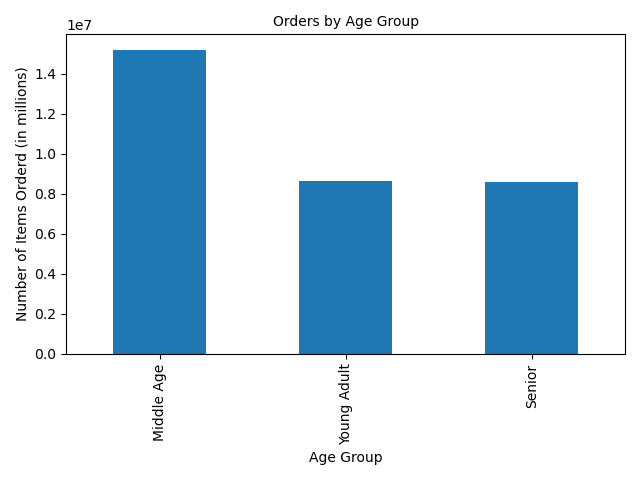 Orders by Age Group
1e7
1.4
1.2
1.0
0.8
0.6
0.4
0.2
0.0
Number of Items Orderd (in millions)
Middle Age
Young Adult
Senior
Age Group